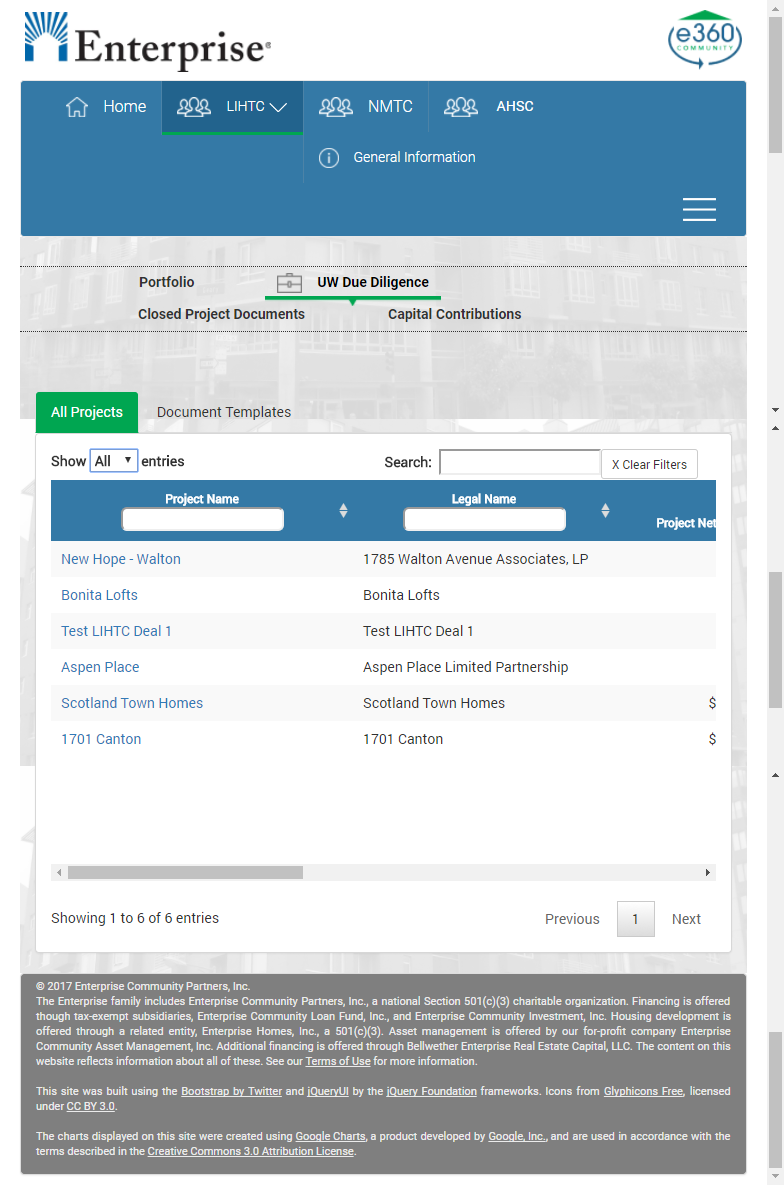 Enterprise®
e360
COMMUNITY
Home
LIHTC
NMTC
AHSC
General Information
Portfolio
UW Due Diligence
Closed Project Documents
Capital Contributions
All Projects
Document Templates
Show All entries
Search:
X Clear Filters
Project Name
Legal Name
Project Net
New Hope - Walton
1785 Walton Avenue Associates, LP
Bonita Lofts
Bonita Lofts
Test LIHTC Deal 1
Test LIHTC Deal 1
Aspen Place
Aspen Place Limited Partnership
Scotland Town Homes
Scotland Town Homes
$
1701 Canton
1701 Canton
$
Showing 1 to 6 of 6 entries
Previous
1
Next
© 2017 Enterprise Community Partners, Inc.
The Enterprise family includes Enterprise Community Partners, Inc., a national Section 501(c)(3) charitable organization. Financing is offered
though tax-exempt subsidiaries, Enterprise Community Loan Fund, Inc., and Enterprise Community Investment, Inc. Housing development is
offered through a related entity, Enterprise Homes, Inc., a 501(c)(3). Asset management is offered by our for-profit company Enterprise
Community Asset Management, Inc. Additional financing is offered through Bellwether Enterprise Real Estate Capital, LLC. The content on this
website reflects information about all of these. See our Terms of Use for more information.
This site was built using the Bootstrap by Twitter and jQueryUI by the jQuery Foundation frameworks. Icons from Glyphicons Free, licensed
under CC BY 3.0.
The charts displayed on this site were created using Google Charts, a product developed by Google, Inc., and are used in accordance with the
terms described in the Creative Commons 3.0 Attribution License.